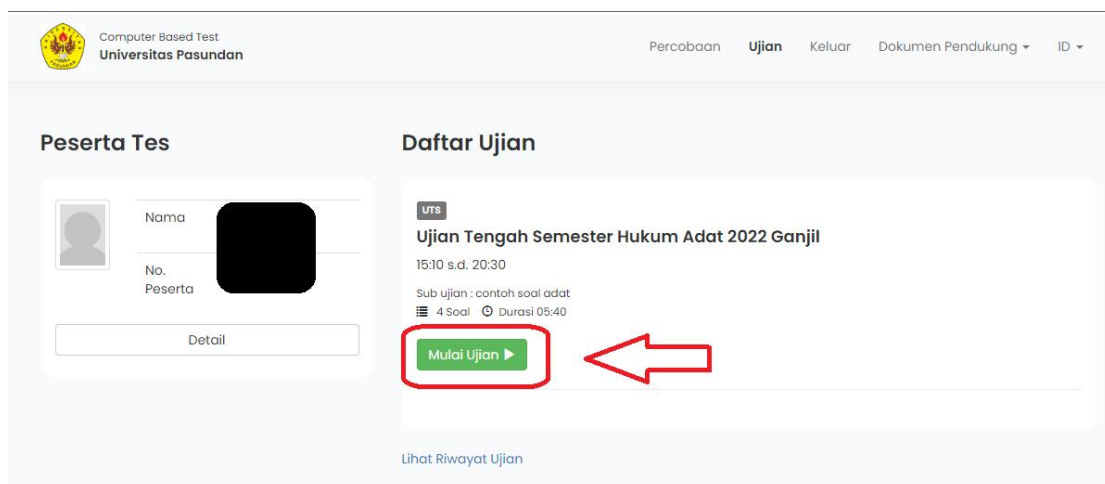 Computer Based Test
Universitas Pasundan
Percobaan Ujian Keluar Dokumen Pendukung ID
Peserta Tes
Nama
No.
Peserta
Detail
Daftar Ujian
UTS
Ujian Tengah Semester Hukum Adat 2022 Ganjil
15:10 s.d. 20:30
Sub ujian : contoh soal adat
4 Soal Durasi 05:40
Mulai Ujian
Lihat Riwayat Ujian